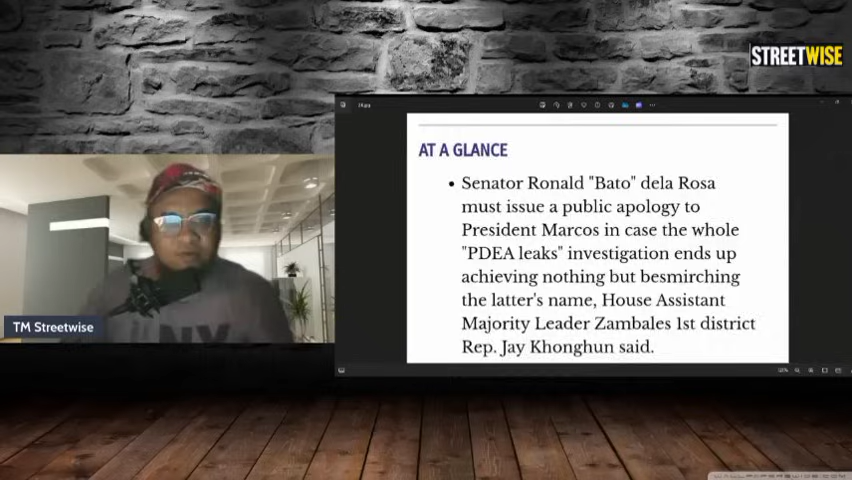 STREETWISE
AT A GLANCE
• Senator Ronald "Bato" dela Rosa
must issue a public apology to
President Marcos in case the whole
"PDEA leaks" investigation ends up
achieving nothing but besmirching
the latter's name, House Assistant
Majority Leader Zambales 1st district
Rep. Jay Khonghun said.
TM Streetwise